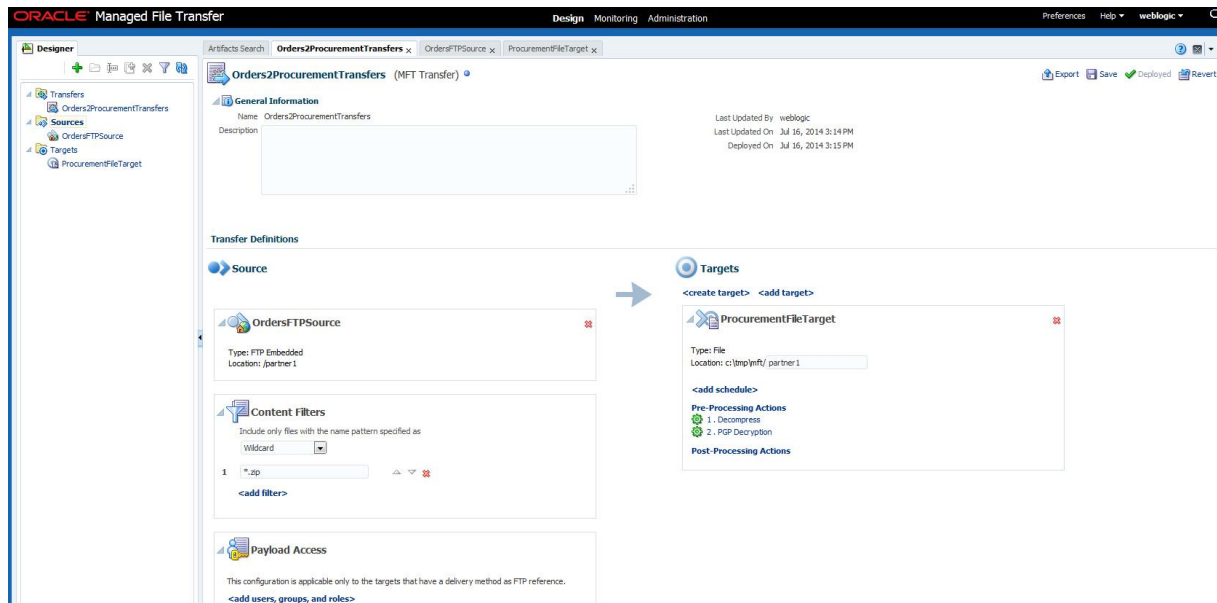 ORACLE Managed File Transfer
Design Monitoring Administration
Preferences Help weblogic
Designer
Transfers
Orders2ProcurementTransfers
Sources
OrdersFTPSource
Targets
ProcurementFileTarget
Artifacts Search Orders2ProcurementTransfers OrdersFTPSource ProcurementFileTarget
Orders2ProcurementTransfers (MFT Transfer)
Export Save Deployed Revert
General Information
Name Orders2ProcurementTransfers
Description
Last Updated By weblogic
Last Updated On Jul 16, 2014 3:14 PM
Deployed On Jul 16, 2014 3:15 PM
Transfer Definitions
Source
OrdersFTPSource
Type: FTP Embedded
Location: /partner1
Content Filters
Include only files with the name pattern specified as
Wildcard
1 *.zip
<add filter>
Payload Access
This configuration is applicable only to the targets that have a delivery method as FTP reference.
<add users, groups, and roles>
Targets
<create target> <add target>
ProcurementFileTarget
Type: File
Location: c:\tmp\mft/ partner1
<add schedule>
Pre-Processing Actions
1 . Decompress
2 . PGP Decryption
Post-Processing Actions